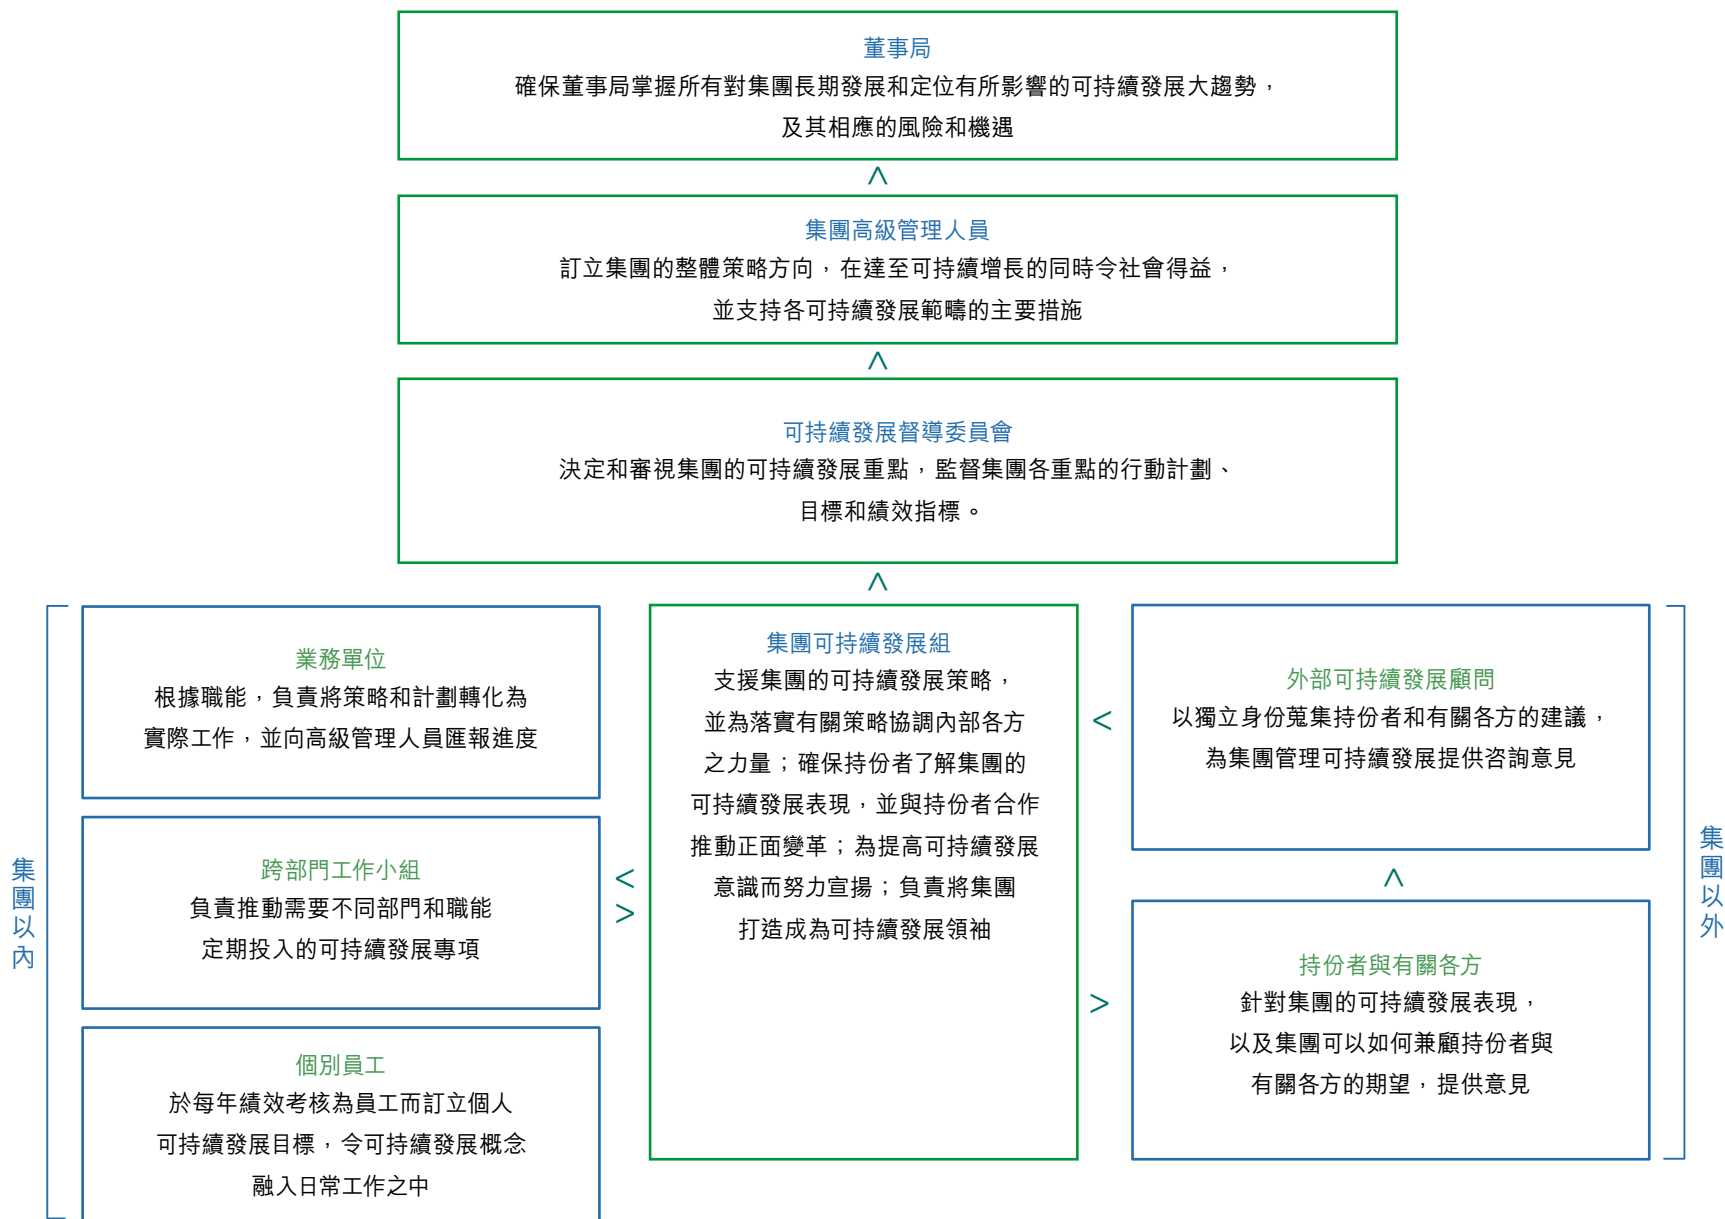 董事局
確保董事局掌握所有對集團長期發展和定位有所影響的可持續發展大趨勢，
及其相應的風險和機遇
^
集團高級管理人員
訂立集團的整體策略方向，在達至可持續增長的同時令社會得益，
並支持各可持續發展範疇的主要措施
^
可持續發展督導委員會
決定和審視集團的可持續發展重點，監督集團各重點的行動計劃、
目標和績效指標。
^
集團以內
業務單位
根據職能，負責將策略和計劃轉化為
實際工作，並向高級管理人員匯報進度
跨部門工作小組
負責推動需要不同部門和職能
定期投入的可持續發展專項
個別員工
於每年績效考核為員工而訂立個人
可持續發展目標，令可持續發展概念
融入日常工作之中
<
>
集團可持續發展組
支援集團的可持續發展策略，
並為落實有關策略協調內部各方
之力量；確保持份者了解集團的
可持續發展表現，並與持份者合作
推動正面變革；為提高可持續發展
意識而努力宣揚；負責將集團
打造成為可持續發展領袖
<
>
外部可持續發展顧問
以獨立身份蒐集持份者和有關各方的建議，
為集團管理可持續發展提供咨詢意見
^
持份者與有關各方
針對集團的可持續發展表現，
以及集團可以如何兼顧持份者與
有關各方的期望，提供意見
集團以外